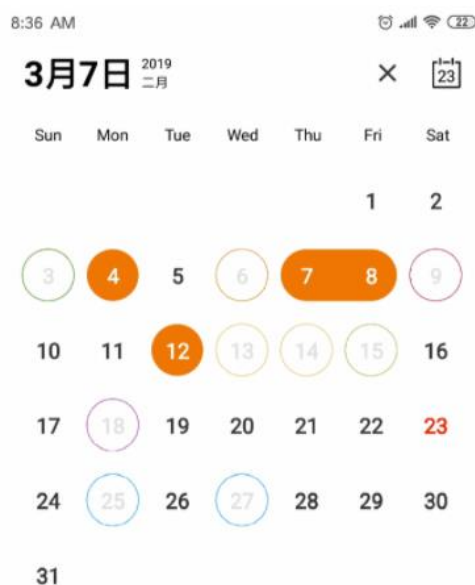 8:36 AM 22
3月7日 2019 二月 23
Sun Mon Tue Wed Thu Fri Sat
1 2
3 4 5 6 7 8 9
10 11 12 13 14 15 16
17 18 19 20 21 22 23
24 25 26 27 28 29 30
31